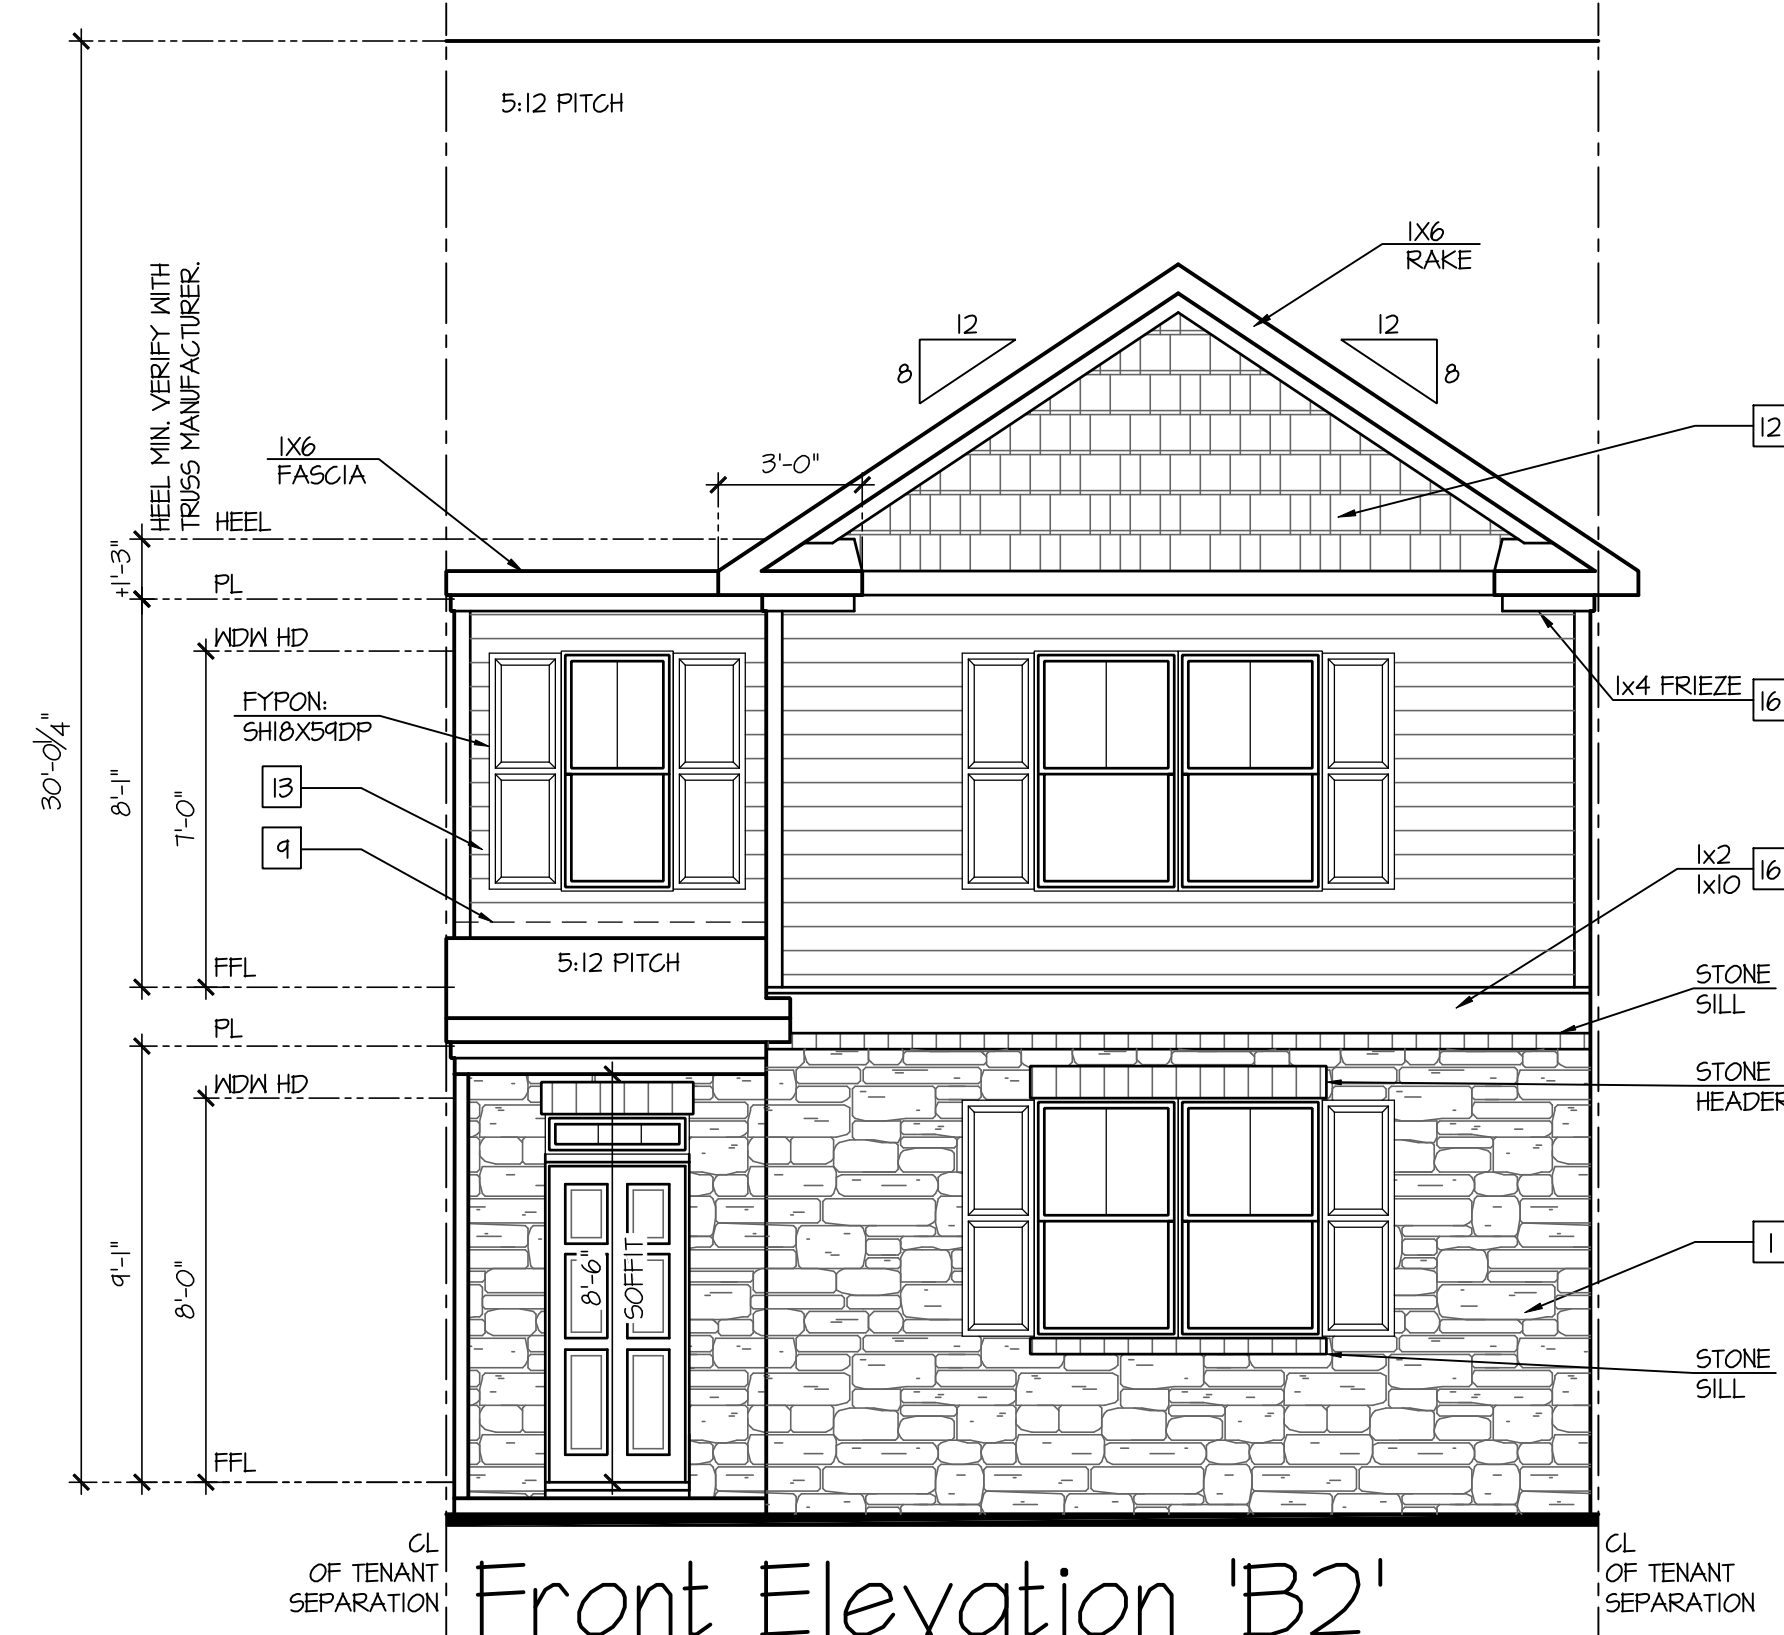 5:12 PITCH
1X6
RAKE
12
8
12
8
HEEL MIN. VERIFY WITH
TRUSS MANUFACTURER.
12
1X6
FASCIA
3'-0"
HEEL
+1'-3"
PL
WDW HD
1x4 FRIEZE
16
FYPON:
SH18X59DP
30'-0¼"
8'-1"
7'-0"
13
9
1x2
1x10
16
FFL
5:12 PITCH
STONE
SILL
PL
WDW HD
STONE
HEADER
9'-1"
8'-0"
8'-6"
SOFFIT
1
STONE
SILL
FFL
CL
OF TENANT
SEPARATION
CL
OF TENANT
SEPARATION
Front Elevation 'B2'